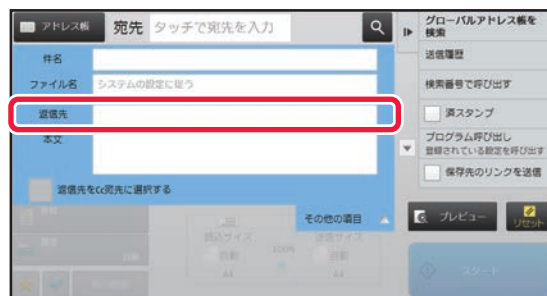 アドレス帳
宛先
タッチで宛先を入力
件名
ファイル名
システムの設定に従う
返信先
本文
返信先をCc宛先に選択する
その他の項目
100%
自動
自動
A4
A4
グローバルアドレス帳を
検索
送信履歴
検索番号で呼び出す
済スタンプ
プログラム呼び出し
登録されている設定を呼び出す
保存先のリンクを送信
プレビュー
リセット
スタート